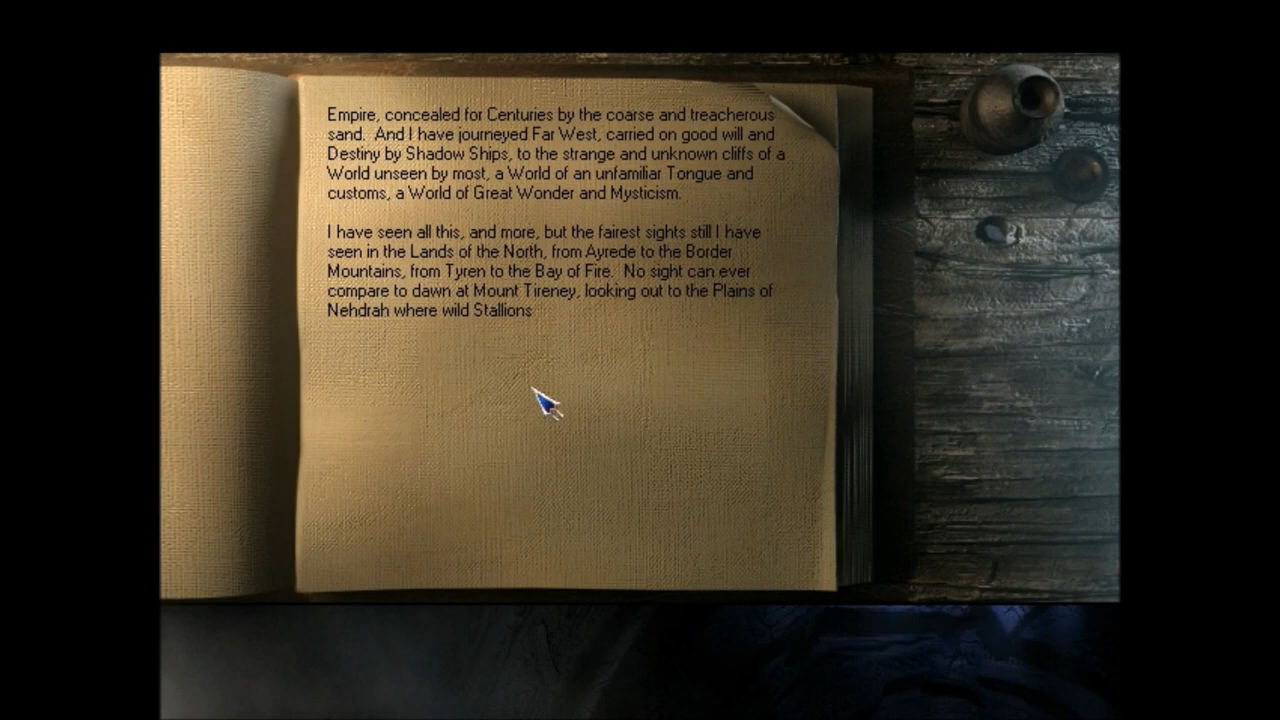 Empire, concealed for Centuries by the coarse and treacherous
sand.  And I have journeyed Far West, carried on good will and
Destiny by Shadow Ships, to the strange and unknown cliffs of a
World unseen by most, a World of an unfamiliar Tongue and
customs, a World of Great Wonder and Mysticism.
I have seen all this, and more, but the fairest sights still I have
seen in the Lands of the North, from Ayrede to the Border
Mountains, from Tyren to the Bay of Fire.  No sight can ever
compare to dawn at Mount Tireney, looking out to the Plains of
Nehdrah where wild Stallions